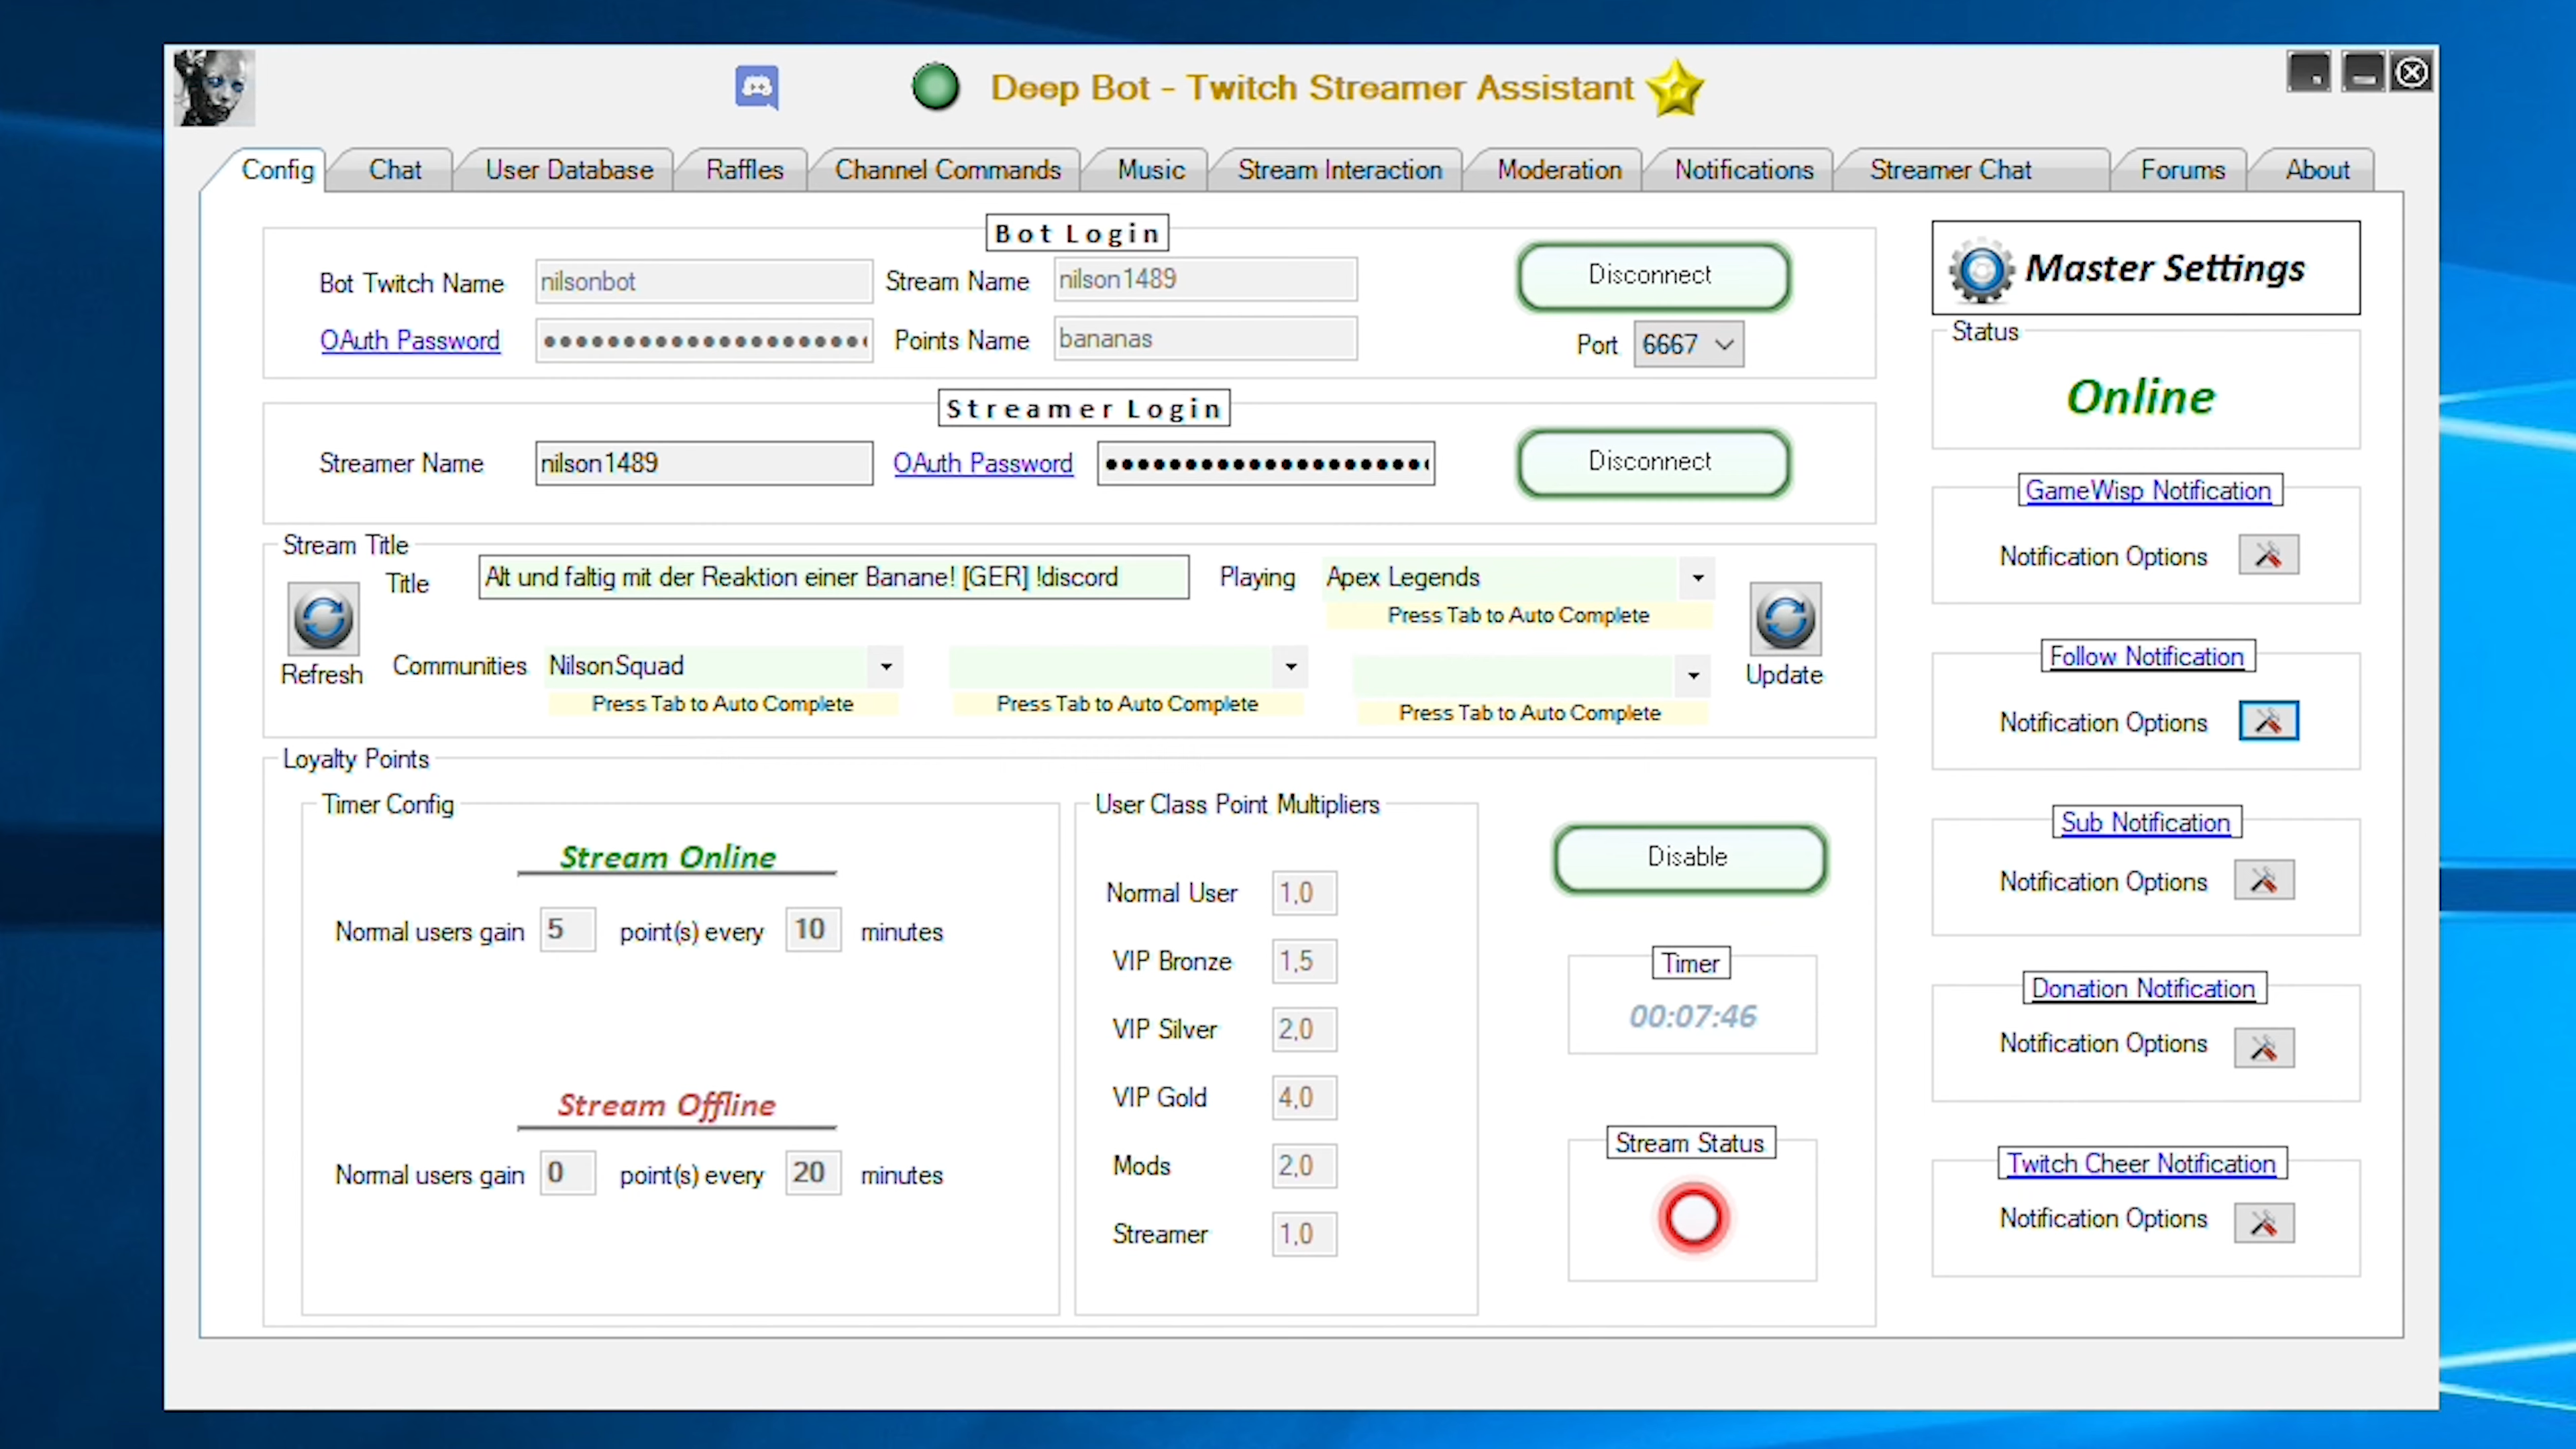 Deep Bot - Twitch Streamer Assistant
Config Chat User Database Raffles Channel Commands Music Stream Interaction Moderation Notifications Streamer Chat Forums About
Bot Login
Bot Twitch Name nilsonbot Stream Name nilson1489 Disconnect
OAuth Password Points Name bananas Port 6667
Streamer Login
Streamer Name nilson1489 OAuth Password Disconnect
Stream Title
Title Alt und faltig mit der Reaktion einer Banane! [GER] !discord Playing Apex Legends
Press Tab to Auto Complete
Refresh Communities NilsonSquad Update
Press Tab to Auto Complete Press Tab to Auto Complete Press Tab to Auto Complete
Loyalty Points
Timer Config
Stream Online
Normal users gain 5 point(s) every 10 minutes
Stream Offline
Normal users gain 0 point(s) every 20 minutes
User Class Point Multipliers
Normal User 1,0
VIP Bronze 1,5
VIP Silver 2,0
VIP Gold 4,0
Mods 2,0
Streamer 1,0
Disable
Timer
00:07:46
Stream Status
Master Settings
Status
Online
GameWisp Notification
Notification Options
Follow Notification
Notification Options
Sub Notification
Notification Options
Donation Notification
Notification Options
Twitch Cheer Notification
Notification Options